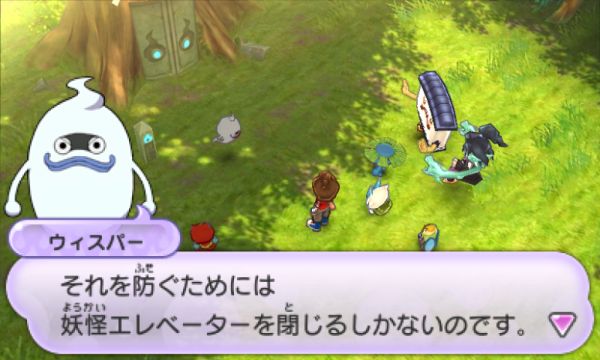 ウィスパー
それを防ぐためには
妖怪エレベーターを閉じるしかないのです。